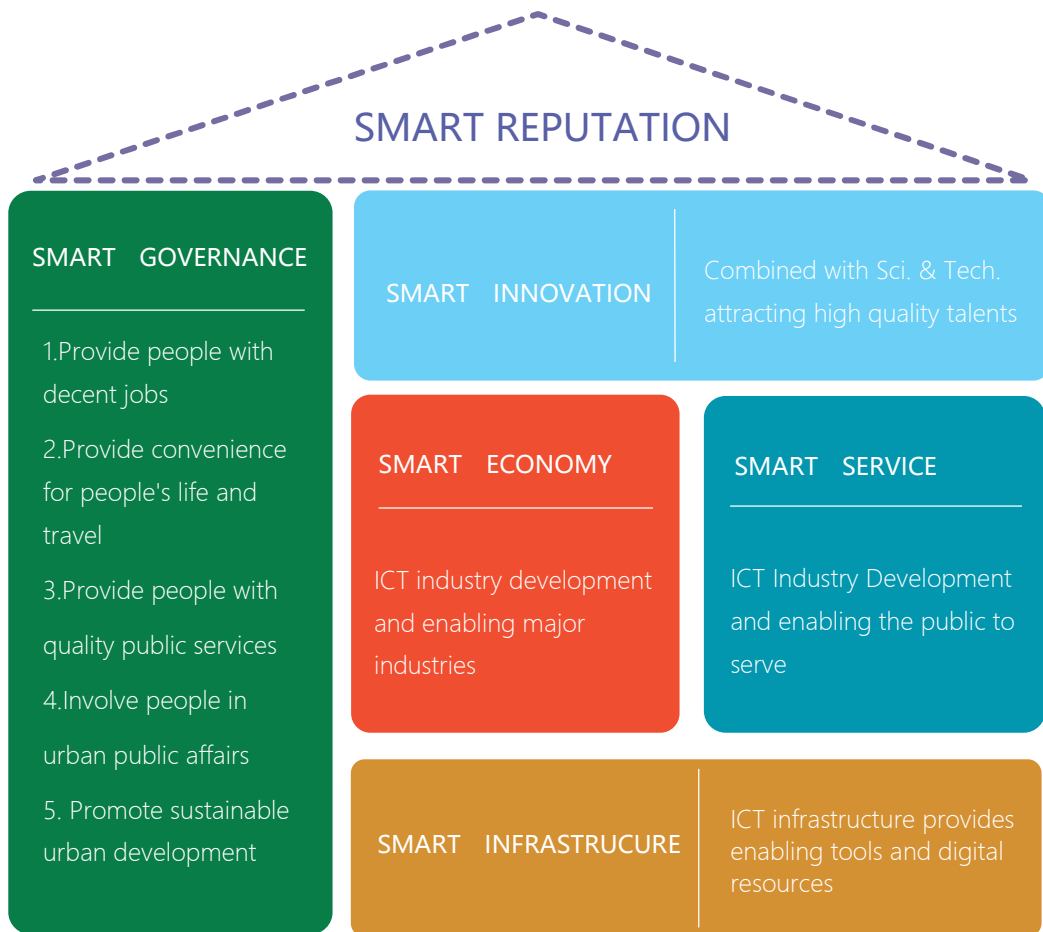 SMART REPUTATION
SMART GOVERNANCE
1.Provide people with
decent jobs
2.Provide convenience
for people's life and
travel
3.Provide people with
quality public services
4.Involve people in
urban public affairs
5. Promote sustainable
urban development
SMART INNOVATION
Combined with Sci. & Tech.
attracting high quality talents
SMART ECONOMY
ICT industry development
and enabling major
industries
SMART SERVICE
ICT Industry Development
and enabling the public to
serve
SMART INFRASTRUCURE
ICT infrastructure provides
enabling tools and digital
resources